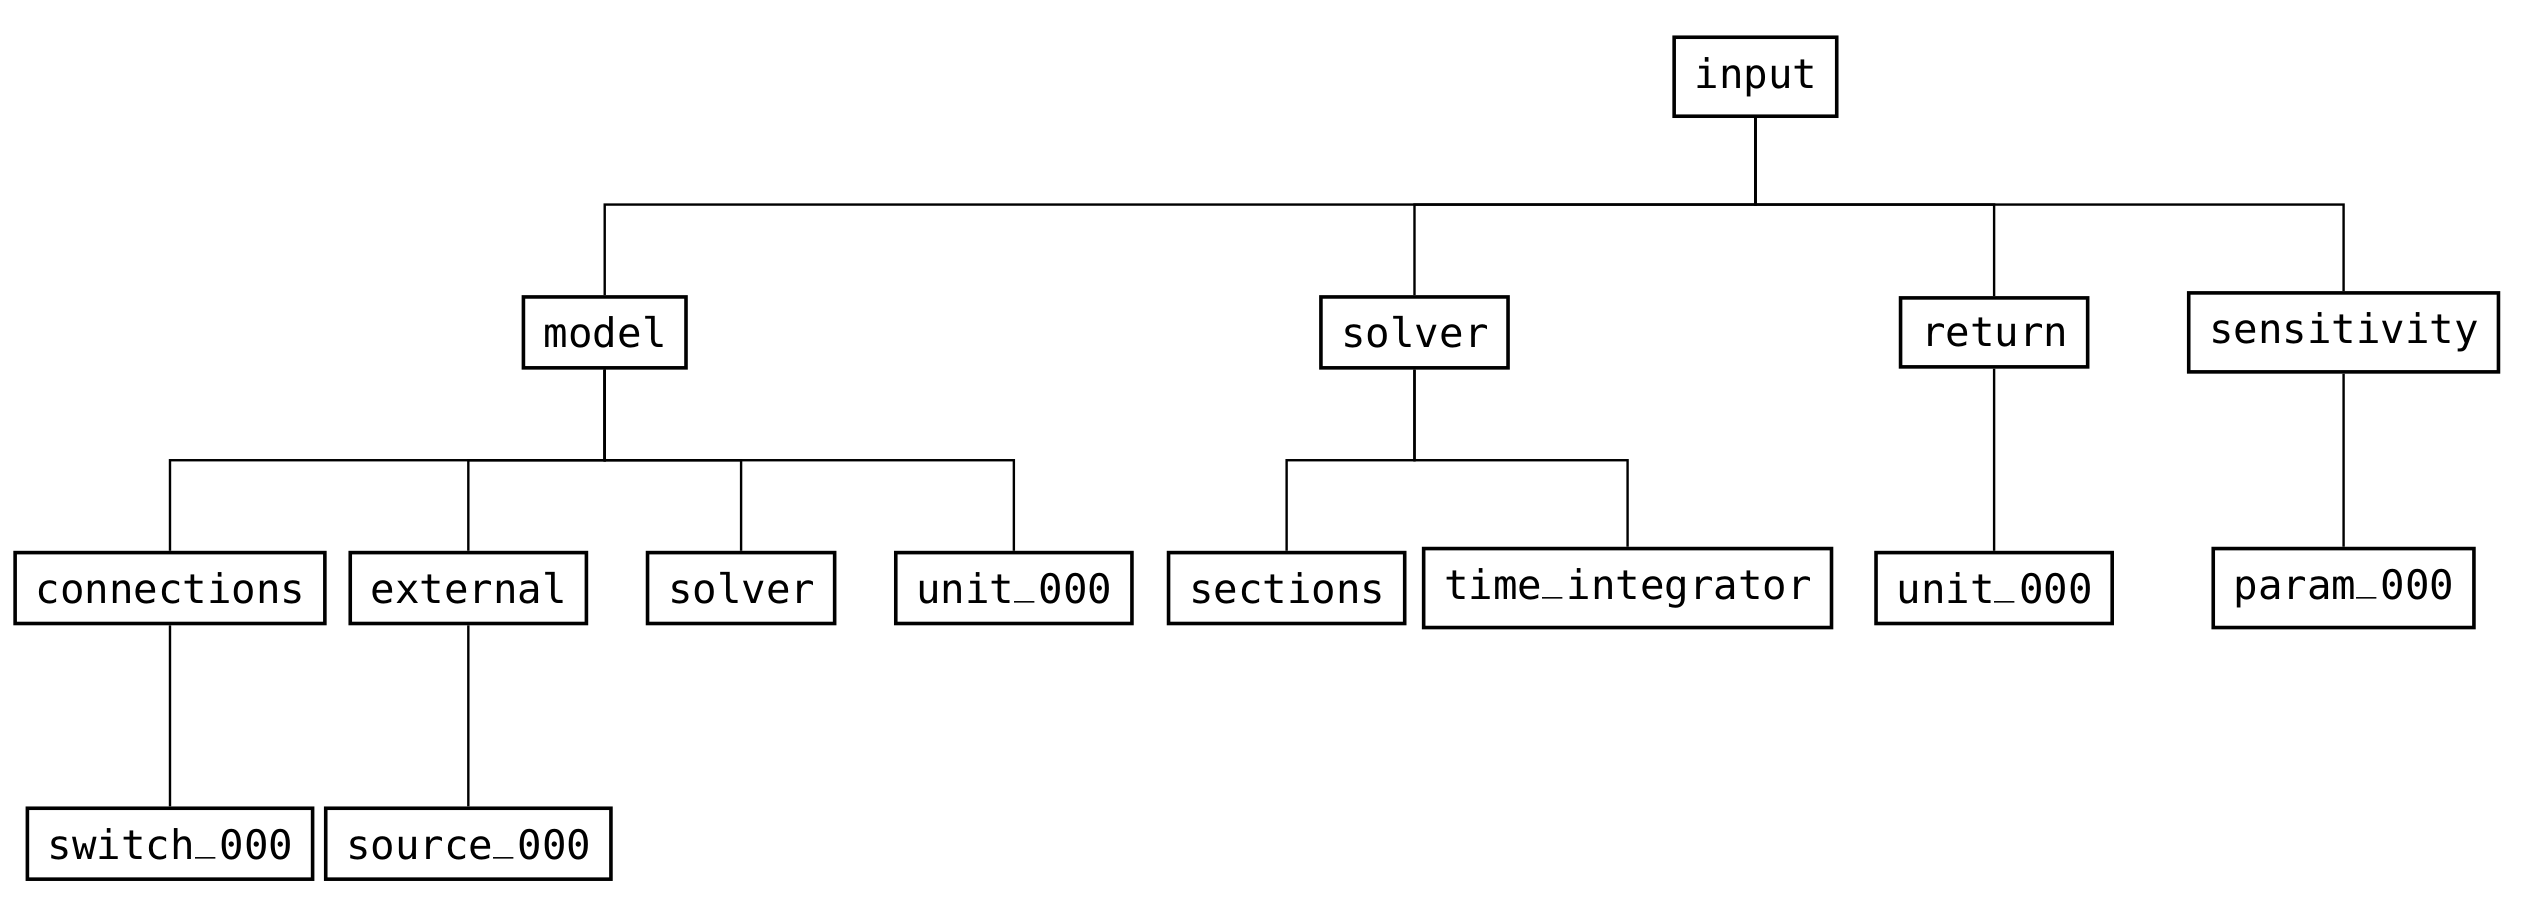 input
model
solver
return
sensitivity
connections
external
solver
unit_000
sections
time_integrator
unit_000
param_000
switch_000
source_000